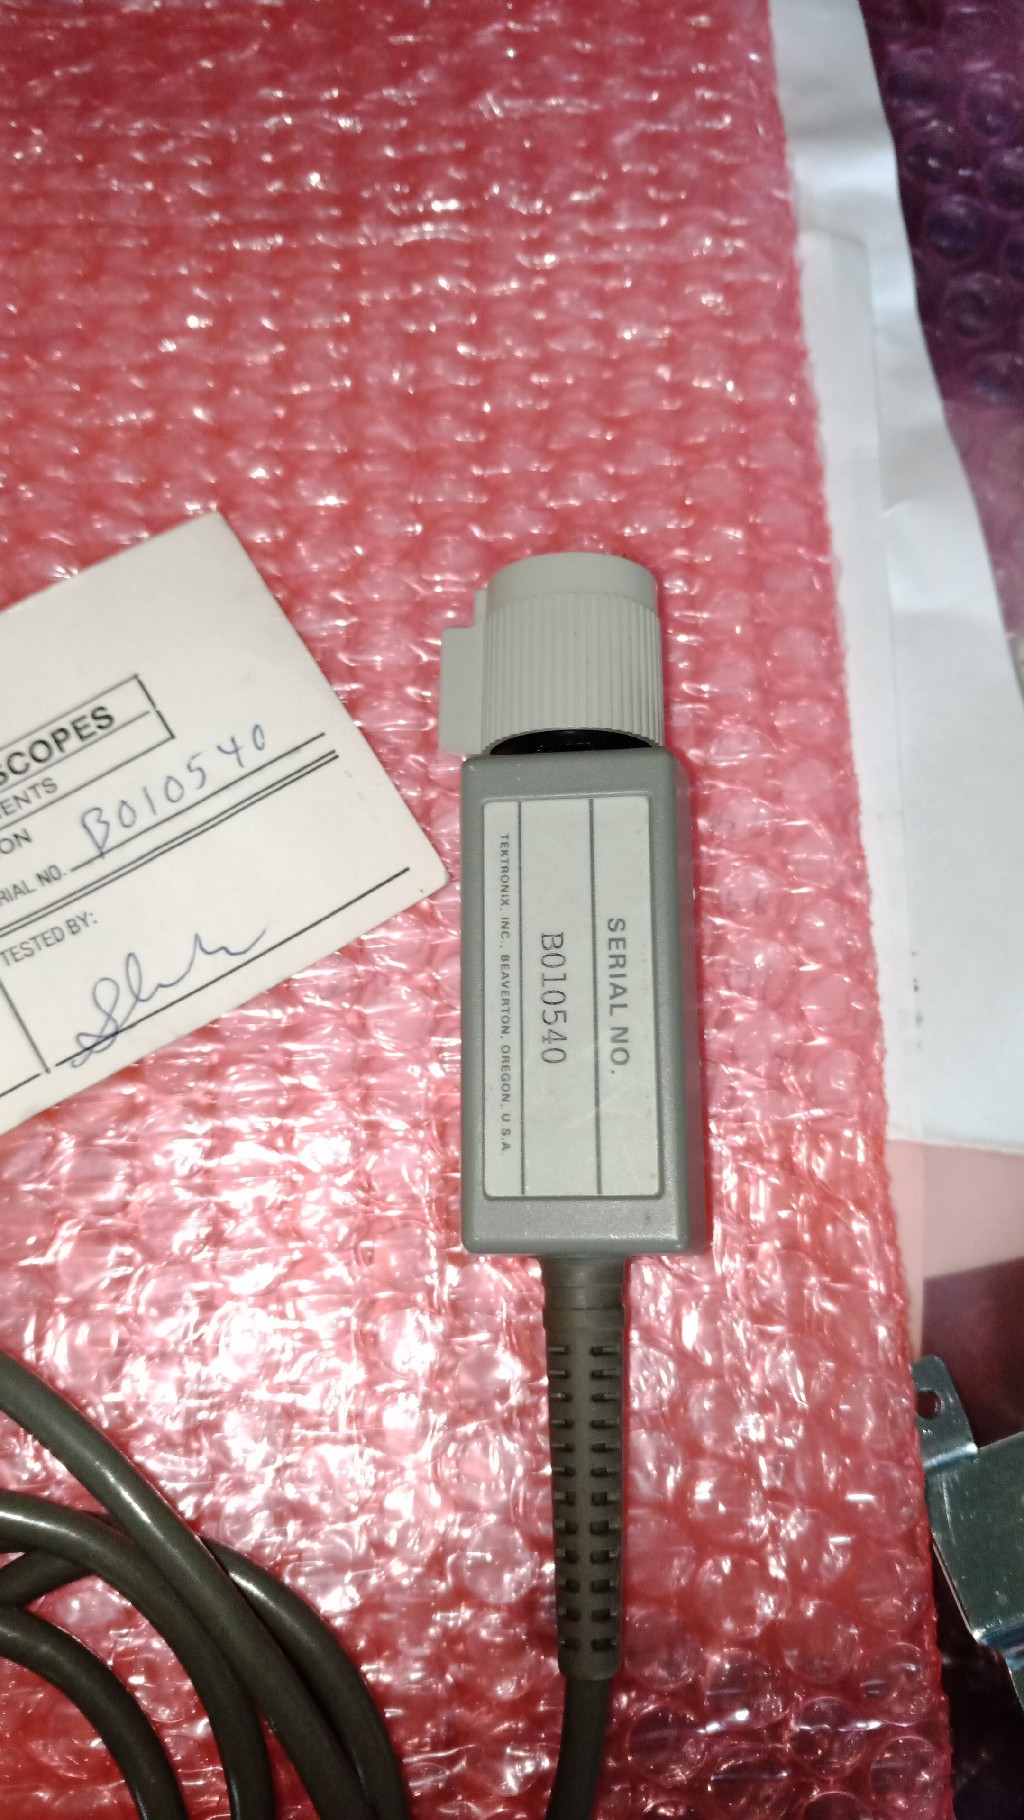 SCOPES
ENTS
ON
RIAL NO. B010540
TESTED BY:
SERIAL NO.
B010540
TEKTRONIX, INC., BEAVERTON, OREGON, U.S.A